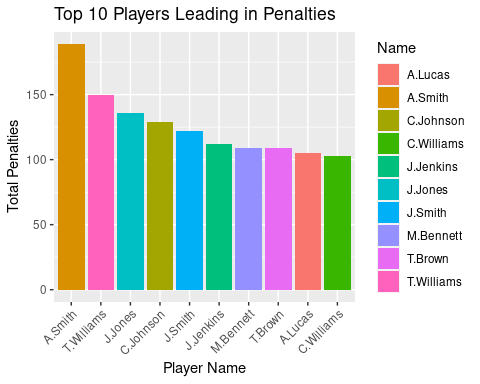 Top 10 Players Leading in Penalties
Total Penalties
150
100
50
0
A.Smith
T.Williams
J.Jones
C.Johnson
J.Smith
J.Jenkins
M.Bennett
T.Brown
A.Lucas
C.Williams
Player Name
Name
A.Lucas
A.Smith
C.Johnson
C.Williams
J.Jenkins
J.Jones
J.Smith
M.Bennett
T.Brown
T.Williams